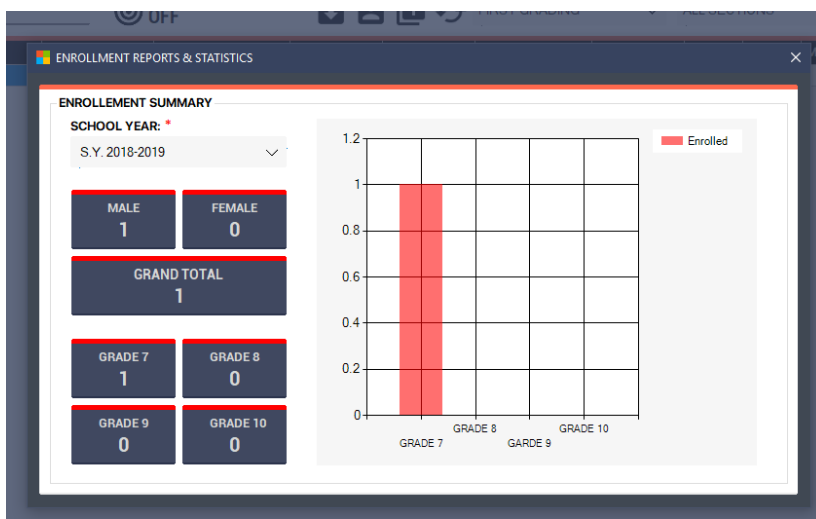 OFF
FIRST GRADING
ALL SECTIONS
ENROLLMENT REPORTS & STATISTICS
ENROLLEMENT SUMMARY
SCHOOL YEAR: *
S.Y. 2018-2019
MALE
1
FEMALE
0
GRAND TOTAL
1
GRADE 7
1
GRADE 8
0
GRADE 9
0
GRADE 10
0
1.2
1
0.8
0.6
0.4
0.2
0
GRADE 7
GRADE 8
GARDE 9
GRADE 10
Enrolled